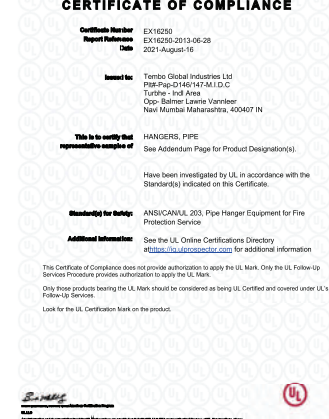 CERTIFICATE OF COMPLIANCE
Certificate Number EX16250
Report Reference EX16250-2013-06-28
Date 2021-August-16
Issued to: Tembo Global Industries Ltd
Plt#-Pap-D146/147-M.I.D.C
Turbhe - Indl Area
Opp- Balmer Lawrie Vannleer
Navi Mumbai Maharashtra, 400407 IN
This is to certify that HANGERS, PIPE
representative samples of See Addendum Page for Product Designation(s).
Have been investigated by UL in accordance with the
Standard(s) indicated on this Certificate.
Standard(s) for Safety: ANSI/CAN/UL 203, Pipe Hanger Equipment for Fire
Protection Service
Additional Information: See the UL Online Certifications Directory
at https://iq.ulprospector.com for additional information
This Certificate of Compliance does not provide authorization to apply the UL Mark. Only the UL Follow-Up
Services Procedure provides authorization to apply the UL Mark.
Only those products bearing the UL Mark should be considered as being UL Certified and covered under UL's
Follow-Up Services.
Look for the UL Certification Mark on the product.
UL